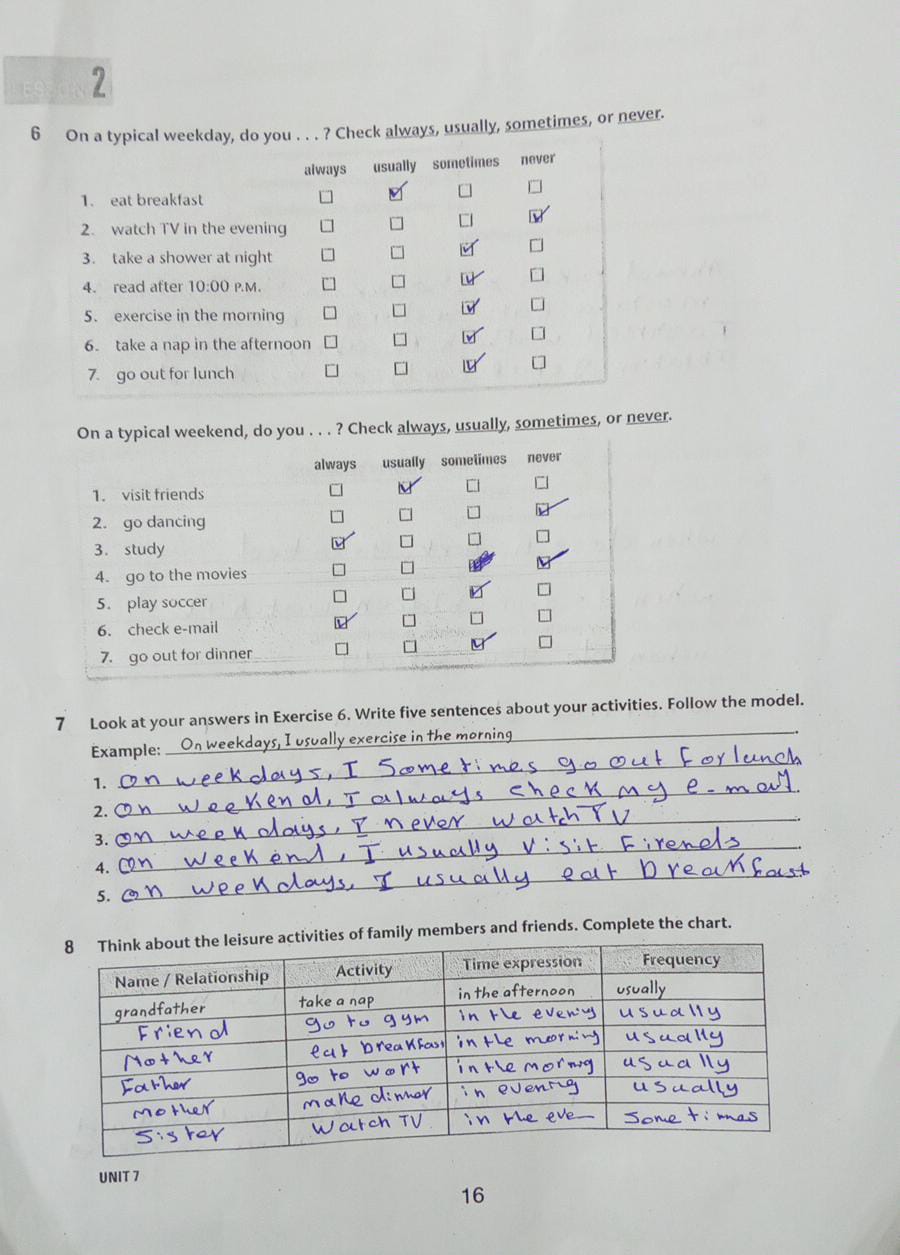 LESSON 2
6 On a typical weekday, do you . . . ? Check always, usually, sometimes, or never.
always usually sometimes never
1. eat breakfast
2. watch TV in the evening
3. take a shower at night
4. read after 10:00 P.M.
5. exercise in the morning
6. take a nap in the afternoon
7. go out for lunch
On a typical weekend, do you . . . ? Check always, usually, sometimes, or never.
always usually sometimes never
1. visit friends
2. go dancing
3. study
4. go to the movies
5. play soccer
6. check e-mail
7. go out for dinner
7 Look at your answers in Exercise 6. Write five sentences about your activities. Follow the model.
Example: On weekdays, I usually exercise in the morning.
1. on weekdays, I Sometimes go out For lunch
2. on weekend, I always check my e-mail.
3. on weekdays, I never watch TV.
4. on weekend, I usually visit Firends.
5. on weekdays, I usually eat breakfast
8 Think about the leisure activities of family members and friends. Complete the chart.
Name / Relationship Activity Time expression Frequency
grandfather take a nap in the afternoon usually
Friend go to gym in the evening usually
Mother eat breakfast in the morning usually
Father go to wort in the morning usually
Mother make dinner in evening usually
Sister Watch TV in the eve Sometimes
UNIT 7
16